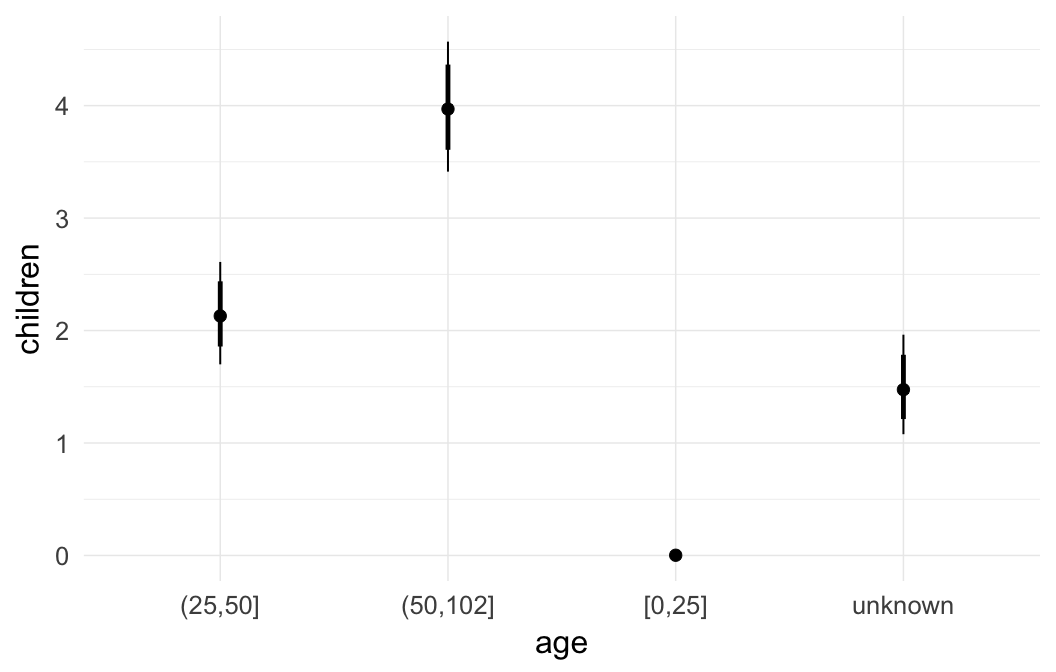 4
3
2
1
0
children
(25,50]
(50,102]
[0,25]
unknown
age